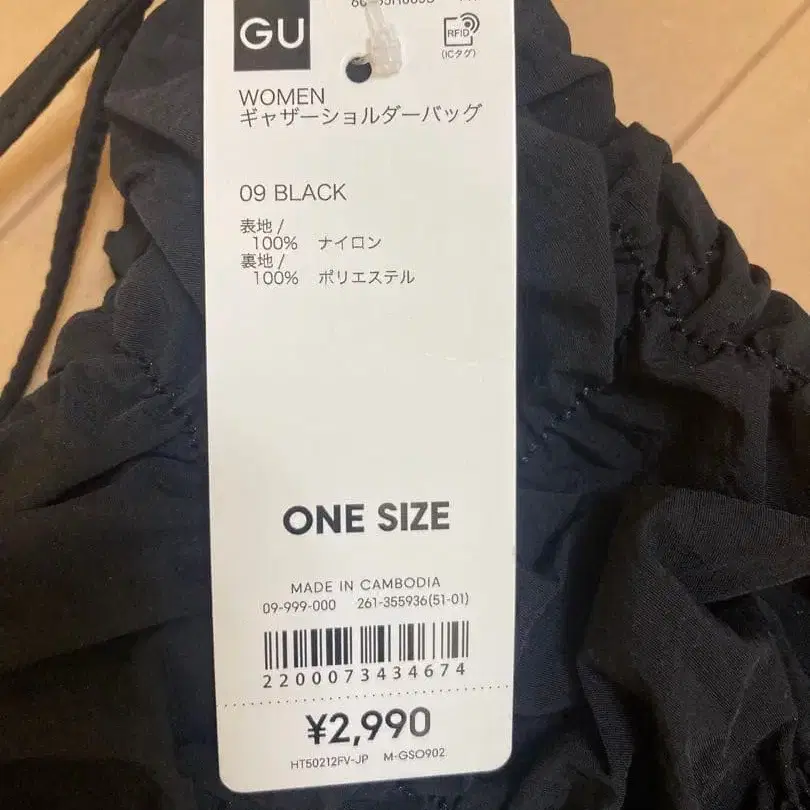 GU
RFID
(ICタグ)
WOMEN
ギャザーショルダーバッグ
09 BLACK
表地 /
100% ナイロン
裏地 /
100% ポリエステル
ONE SIZE
MADE IN CAMBODIA
09-999-000 261-355936(51-01)
2200073434674
¥2,990
HT50212FV-JP M-GSO902